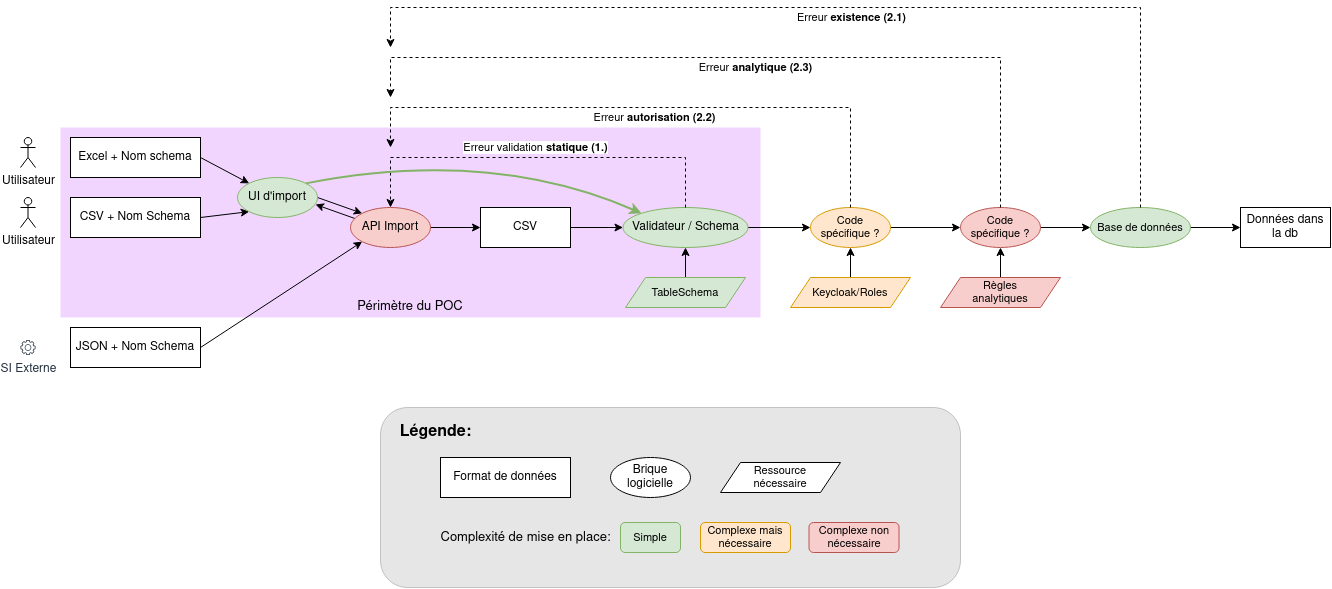 Erreur existence (2.1)
Erreur analytique (2.3)
Erreur autorisation (2.2)
Erreur validation statique (1.)
Utilisateur
Excel + Nom schema
Utilisateur
CSV + Nom Schema
UI d'import
API Import
CSV
Validateur / Schema
Code
spécifique ?
Code
spécifique ?
Base de données
Données dans
la db
TableSchema
Keycloak/Roles
Règles
analytiques
Périmètre du POC
SI Externe
JSON + Nom Schema
Légende:
Format de données
Brique
logicielle
Ressource
nécessaire
Complexité de mise en place:
Simple
Complexe mais
nécessaire
Complexe non
nécessaire